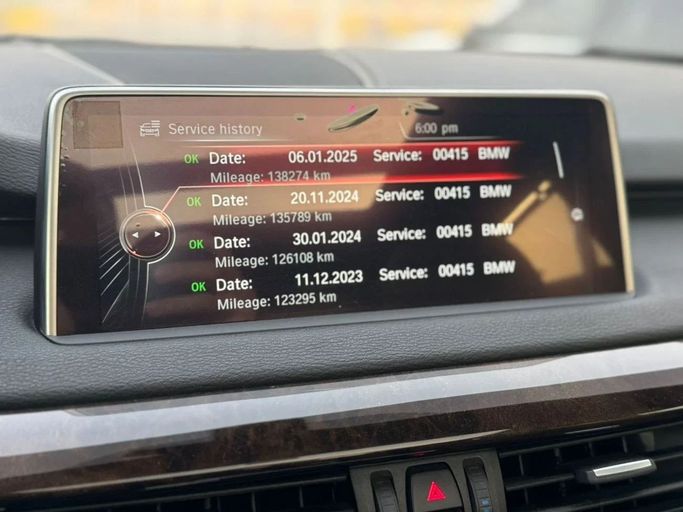 Service history
6:00 pm
OK Date: 06.01.2025 Service: 00415 BMW
Mileage: 138274 km
OK Date: 20.11.2024 Service: 00415 BMW
Mileage: 135789 km
OK Date: 30.01.2024 Service: 00415 BMW
Mileage: 126108 km
OK Date: 11.12.2023 Service: 00415 BMW
Mileage: 123295 km